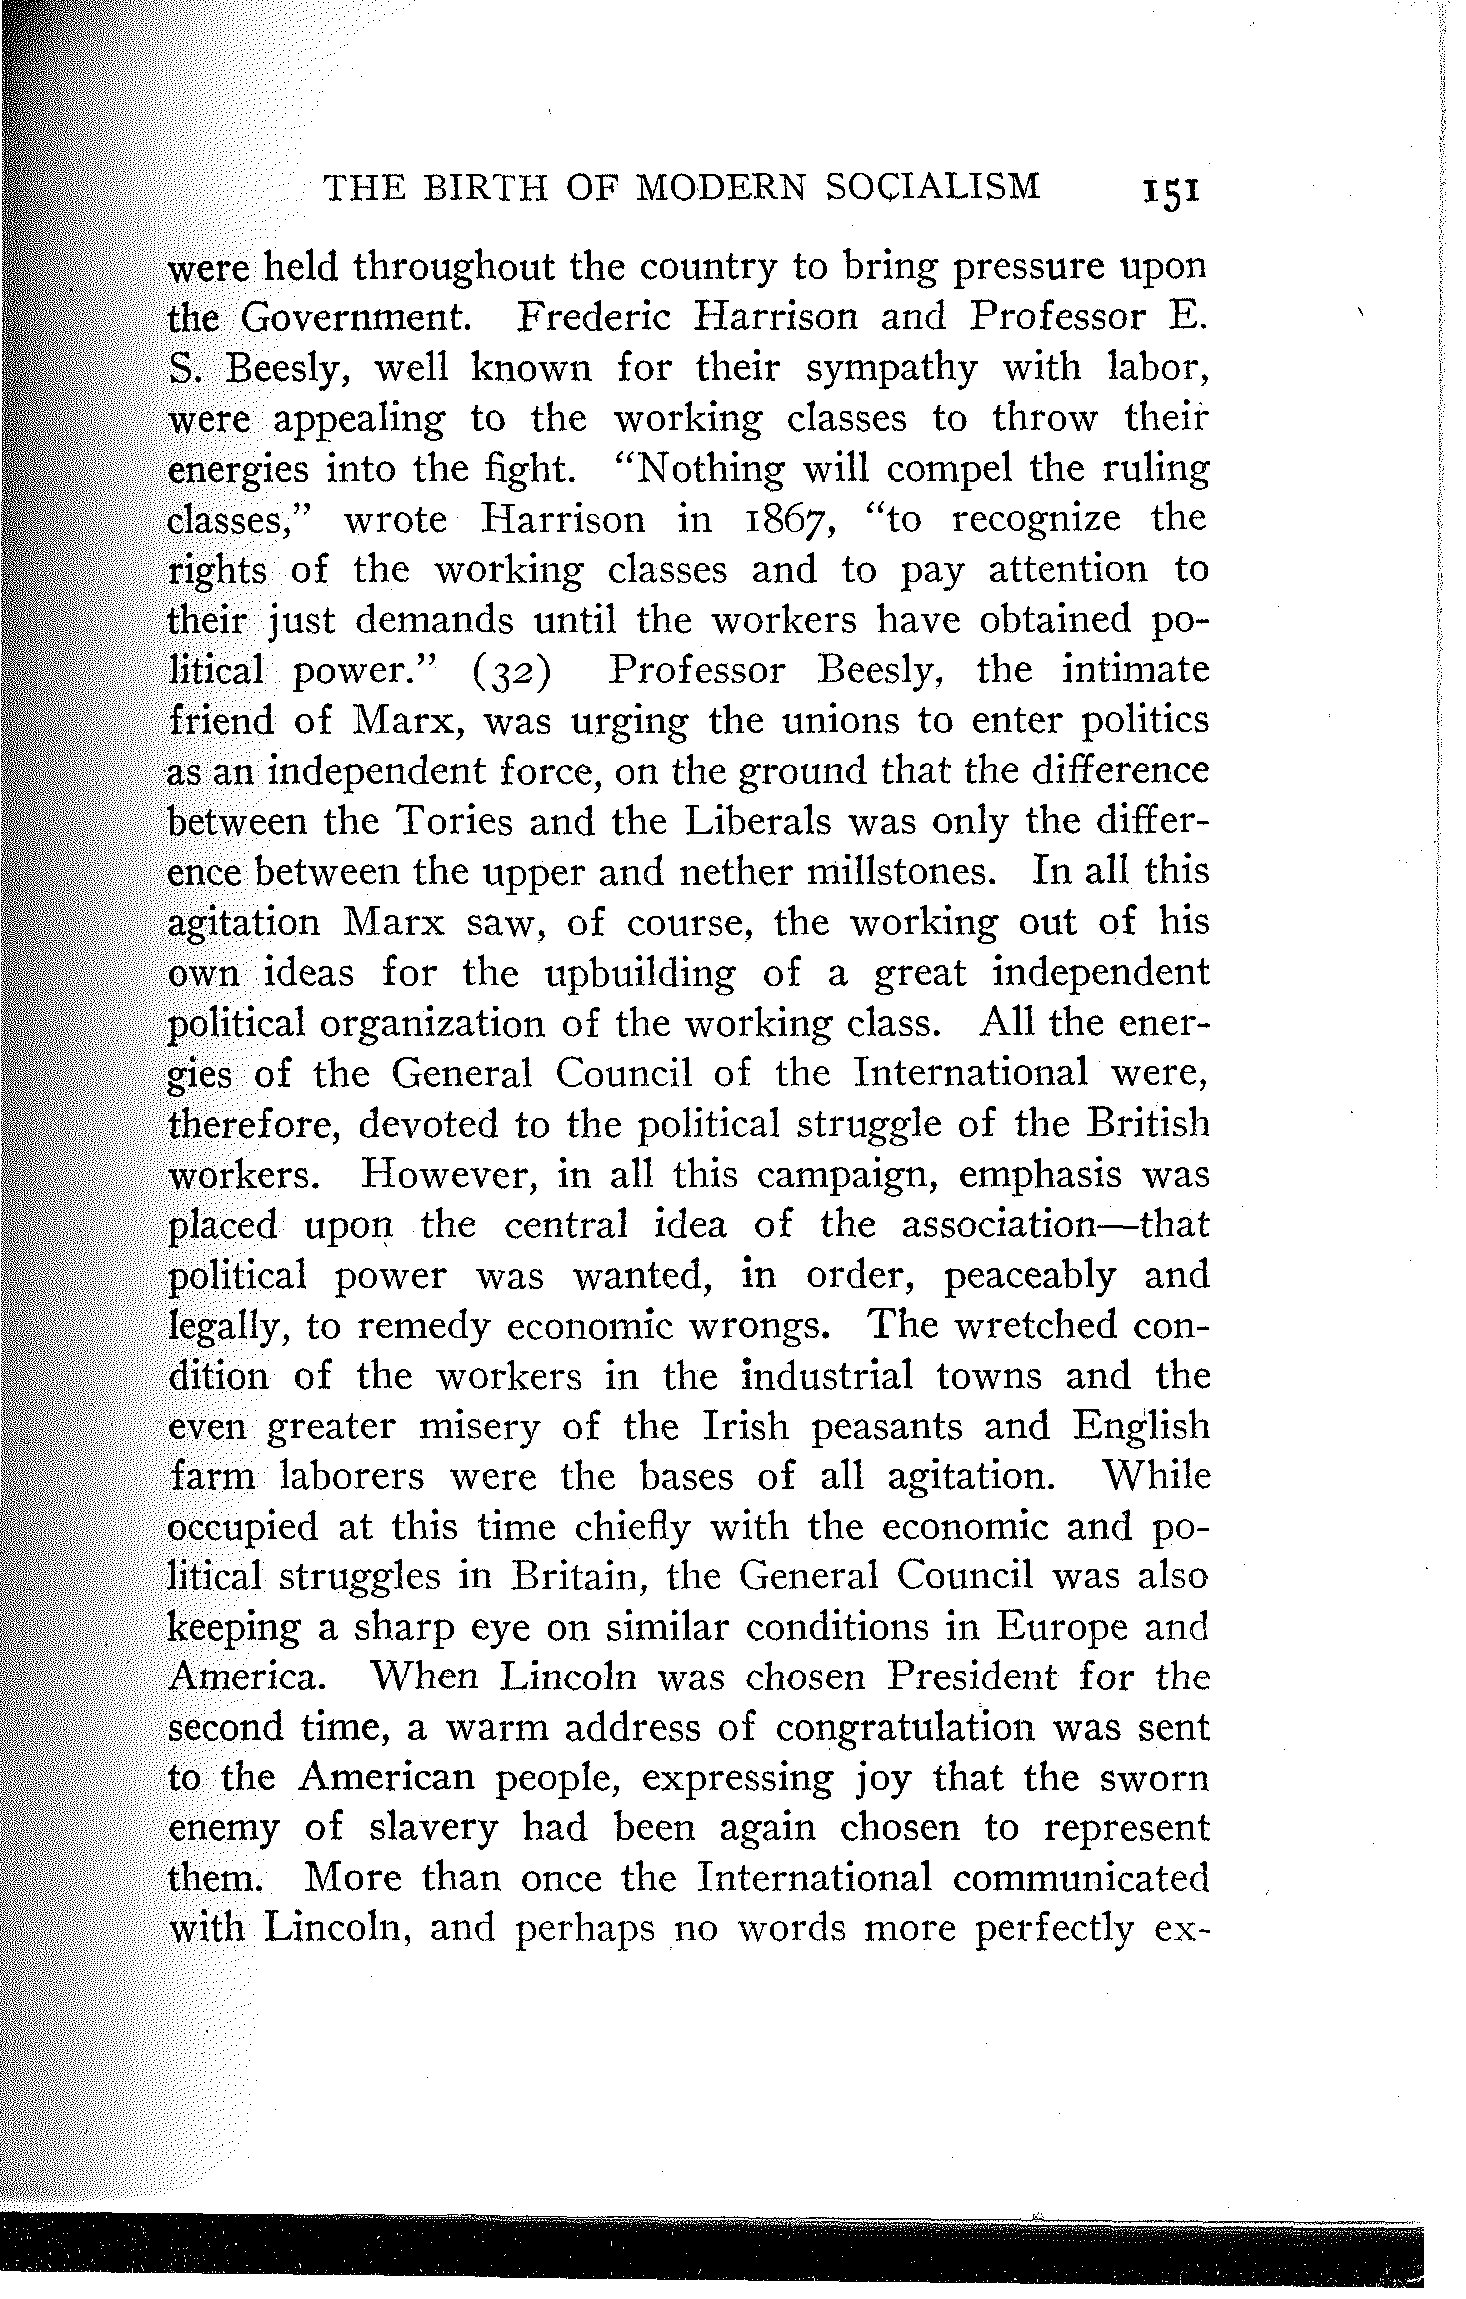 THE BIRTH OF MODERN SOCIALISM 151
were held throughout the country to bring pressure upon
the Government. Frederic Harrison and Professor E.
S. Beesly, well known for their sympathy with labor,
were appealing to the working classes to throw their
energies into the fight. “Nothing will compel the ruling
classes,” wrote Harrison in 1867, “to recognize the
rights of the working classes and to pay attention to
their just demands until the workers have obtained po-
litical power.” (32) Professor Beesly, the intimate
friend of Marx, was urging the unions to enter politics
as an independent force, on the ground that the difference
between the Tories and the Liberals was only the differ-
ence between the upper and nether millstones. In all this
agitation Marx saw, of course, the working out of his
own ideas for the upbuilding of a great independent
political organization of the working class. All the ener-
gies of the General Council of the International were,
therefore, devoted to the political struggle of the British
workers. However, in all this campaign, emphasis was
placed upon the central idea of the association—that
political power was wanted, in order, peaceably and
legally, to remedy economic wrongs. The wretched con-
dition of the workers in the industrial towns and the
even greater misery of the Irish peasants and English
farm laborers were the bases of all agitation. While
occupied at this time chiefly with the economic and po-
litical struggles in Britain, the General Council was also
keeping a sharp eye on similar conditions in Europe and
America. When Lincoln was chosen President for the
second time, a warm address of congratulation was sent
to the American people, expressing joy that the sworn
enemy of slavery had been again chosen to represent
them. More than once the International communicated
with Lincoln, and perhaps no words more perfectly ex-